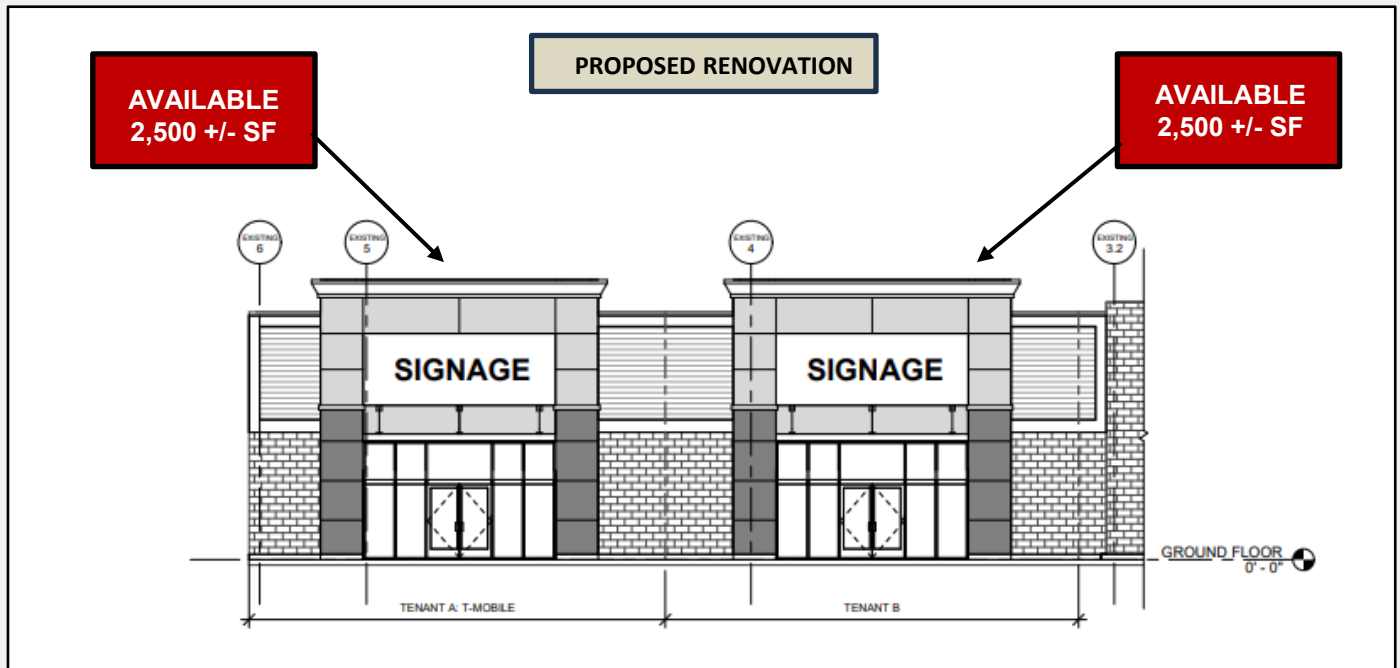 PROPOSED RENOVATION
AVAILABLE
2,500 +/- SF
AVAILABLE
2,500 +/- SF
EXISTING
6
EXISTING
5
EXISTING
4
EXISTING
3.2
SIGNAGE
SIGNAGE
GROUND FLOOR
0' - 0"
TENANT A: T-MOBILE
TENANT B